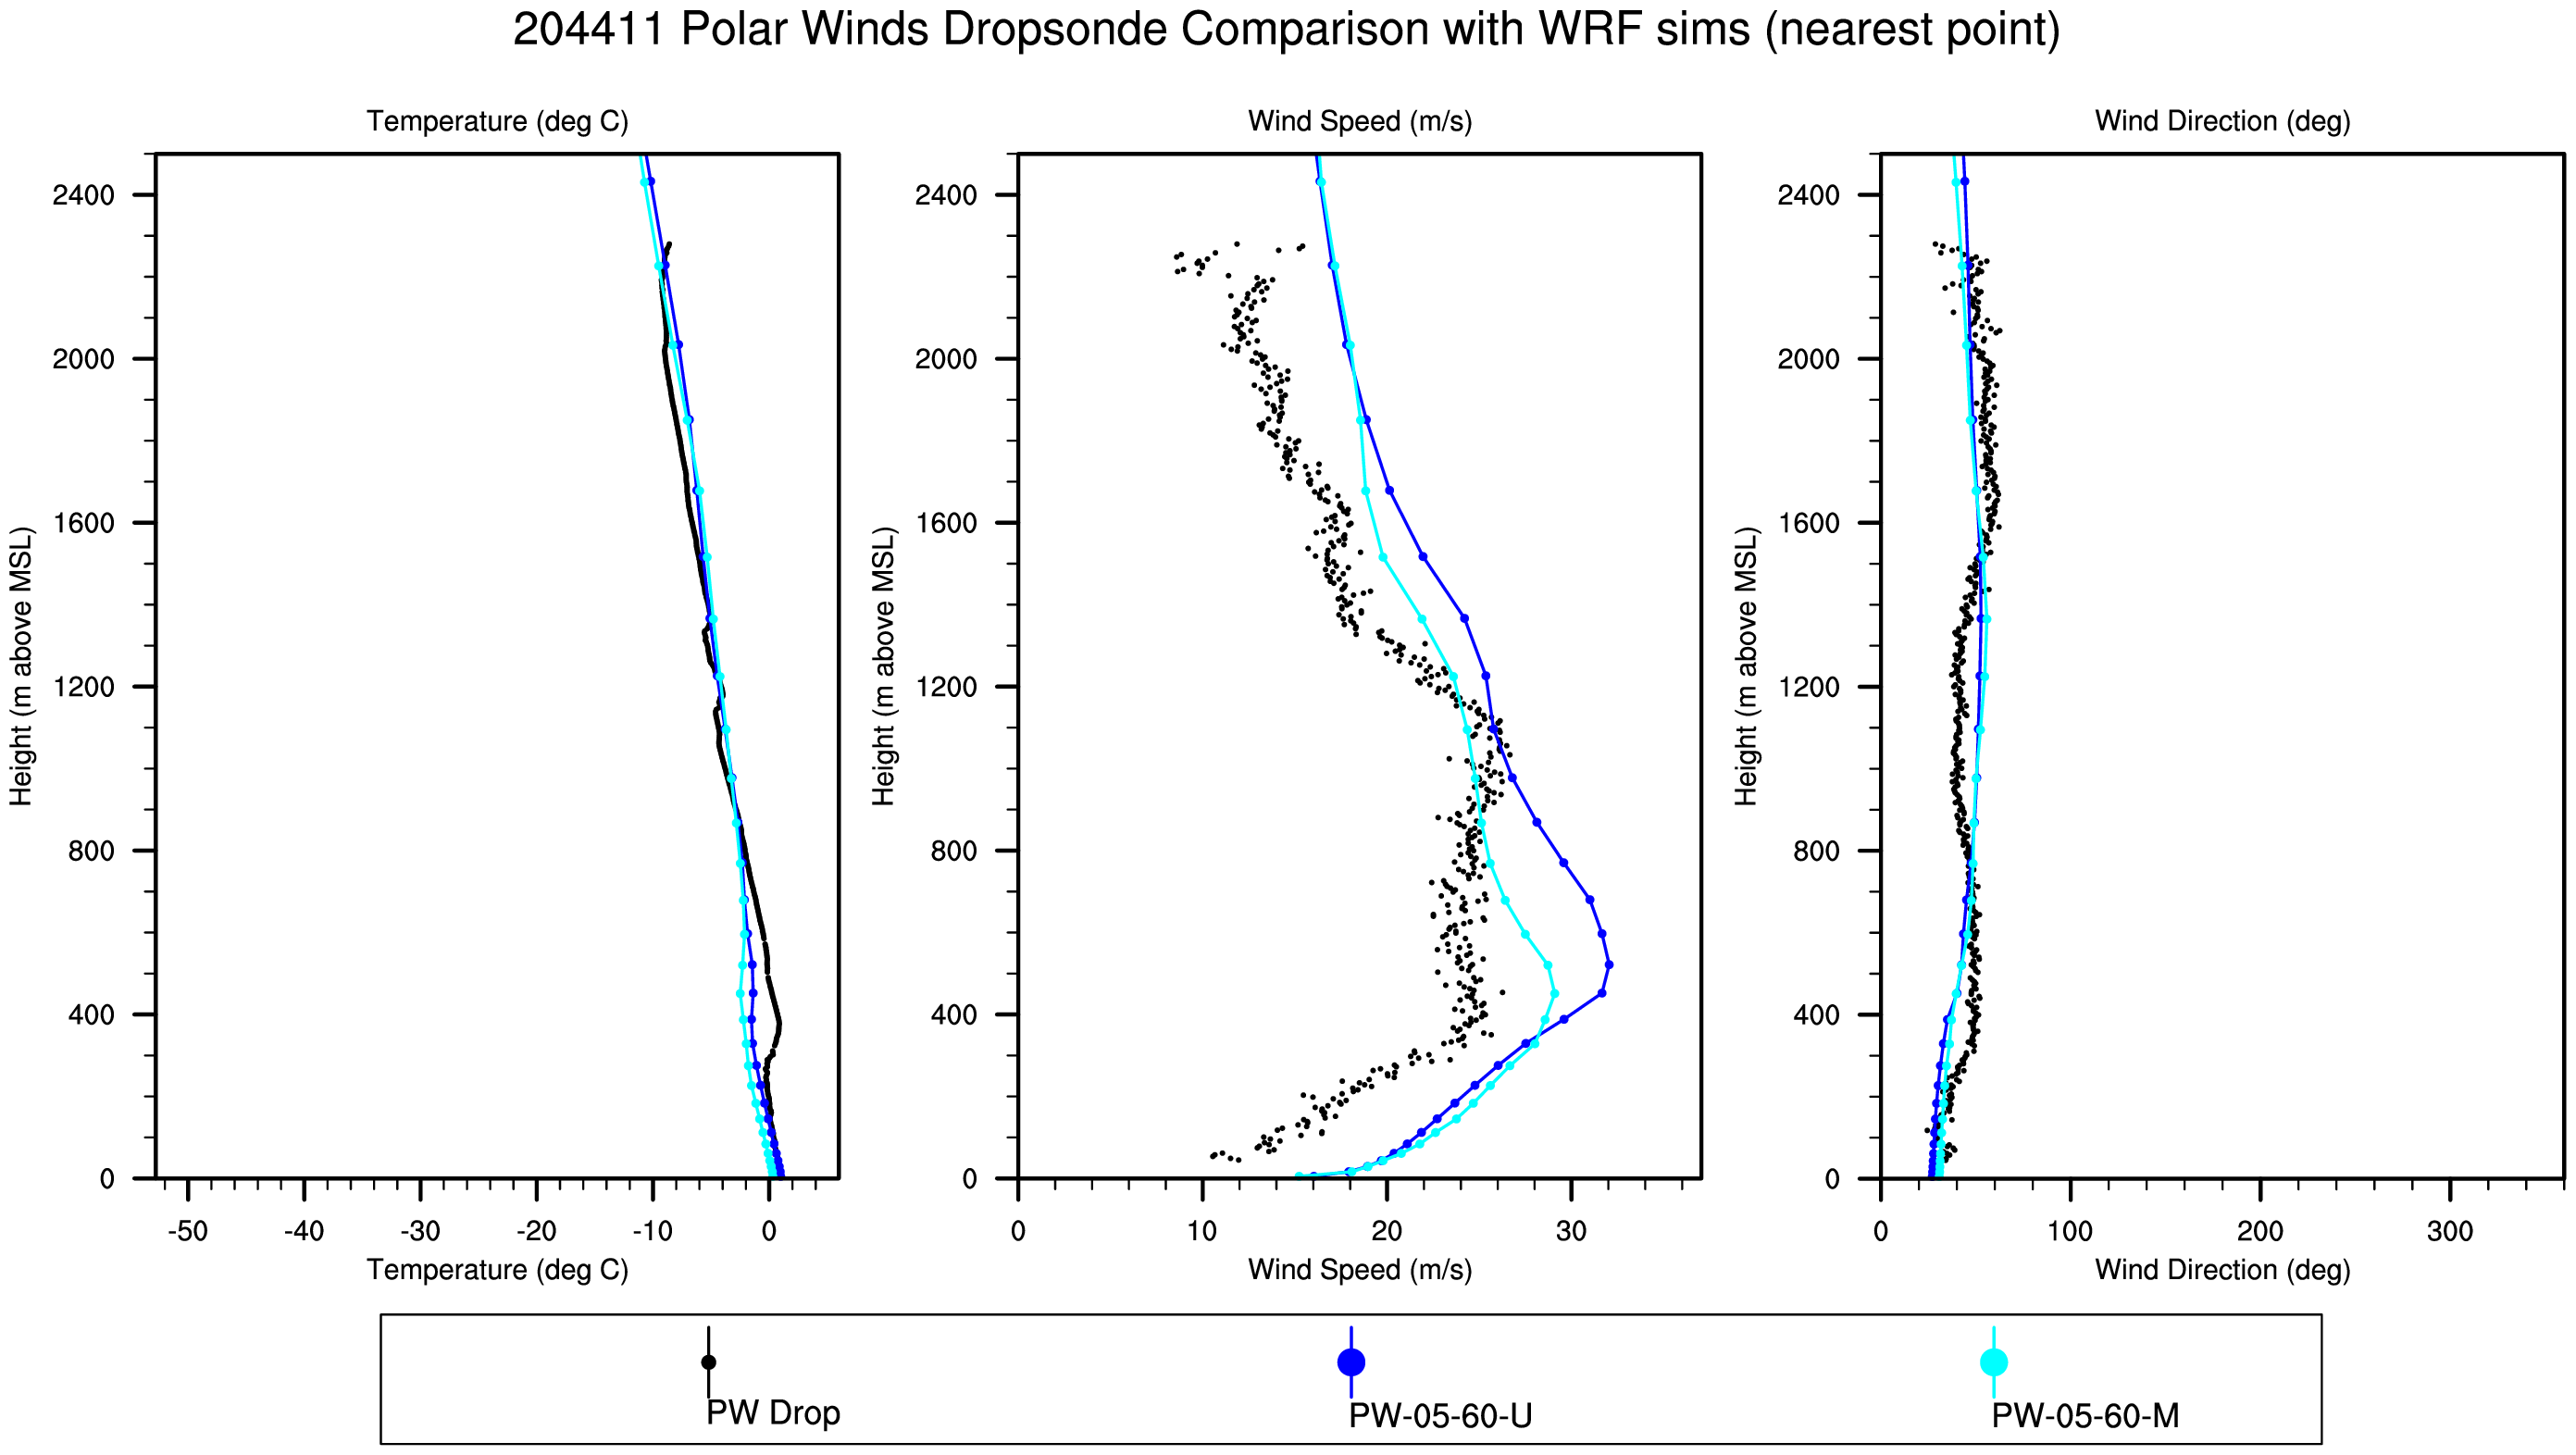 204411 Polar Winds Dropsonde Comparison with WRF sims (nearest point)
Temperature (deg C)
Wind Speed (m/s)
Wind Direction (deg)
Height (m above MSL)
2400
2000
1600
1200
800
400
0
-50 -40 -30 -20 -10 0
Temperature (deg C)
Height (m above MSL)
2400
2000
1600
1200
800
400
0
0 10 20 30
Wind Speed (m/s)
Height (m above MSL)
2400
2000
1600
1200
800
400
0
0 100 200 300
Wind Direction (deg)
PW Drop
PW-05-60-U
PW-05-60-M